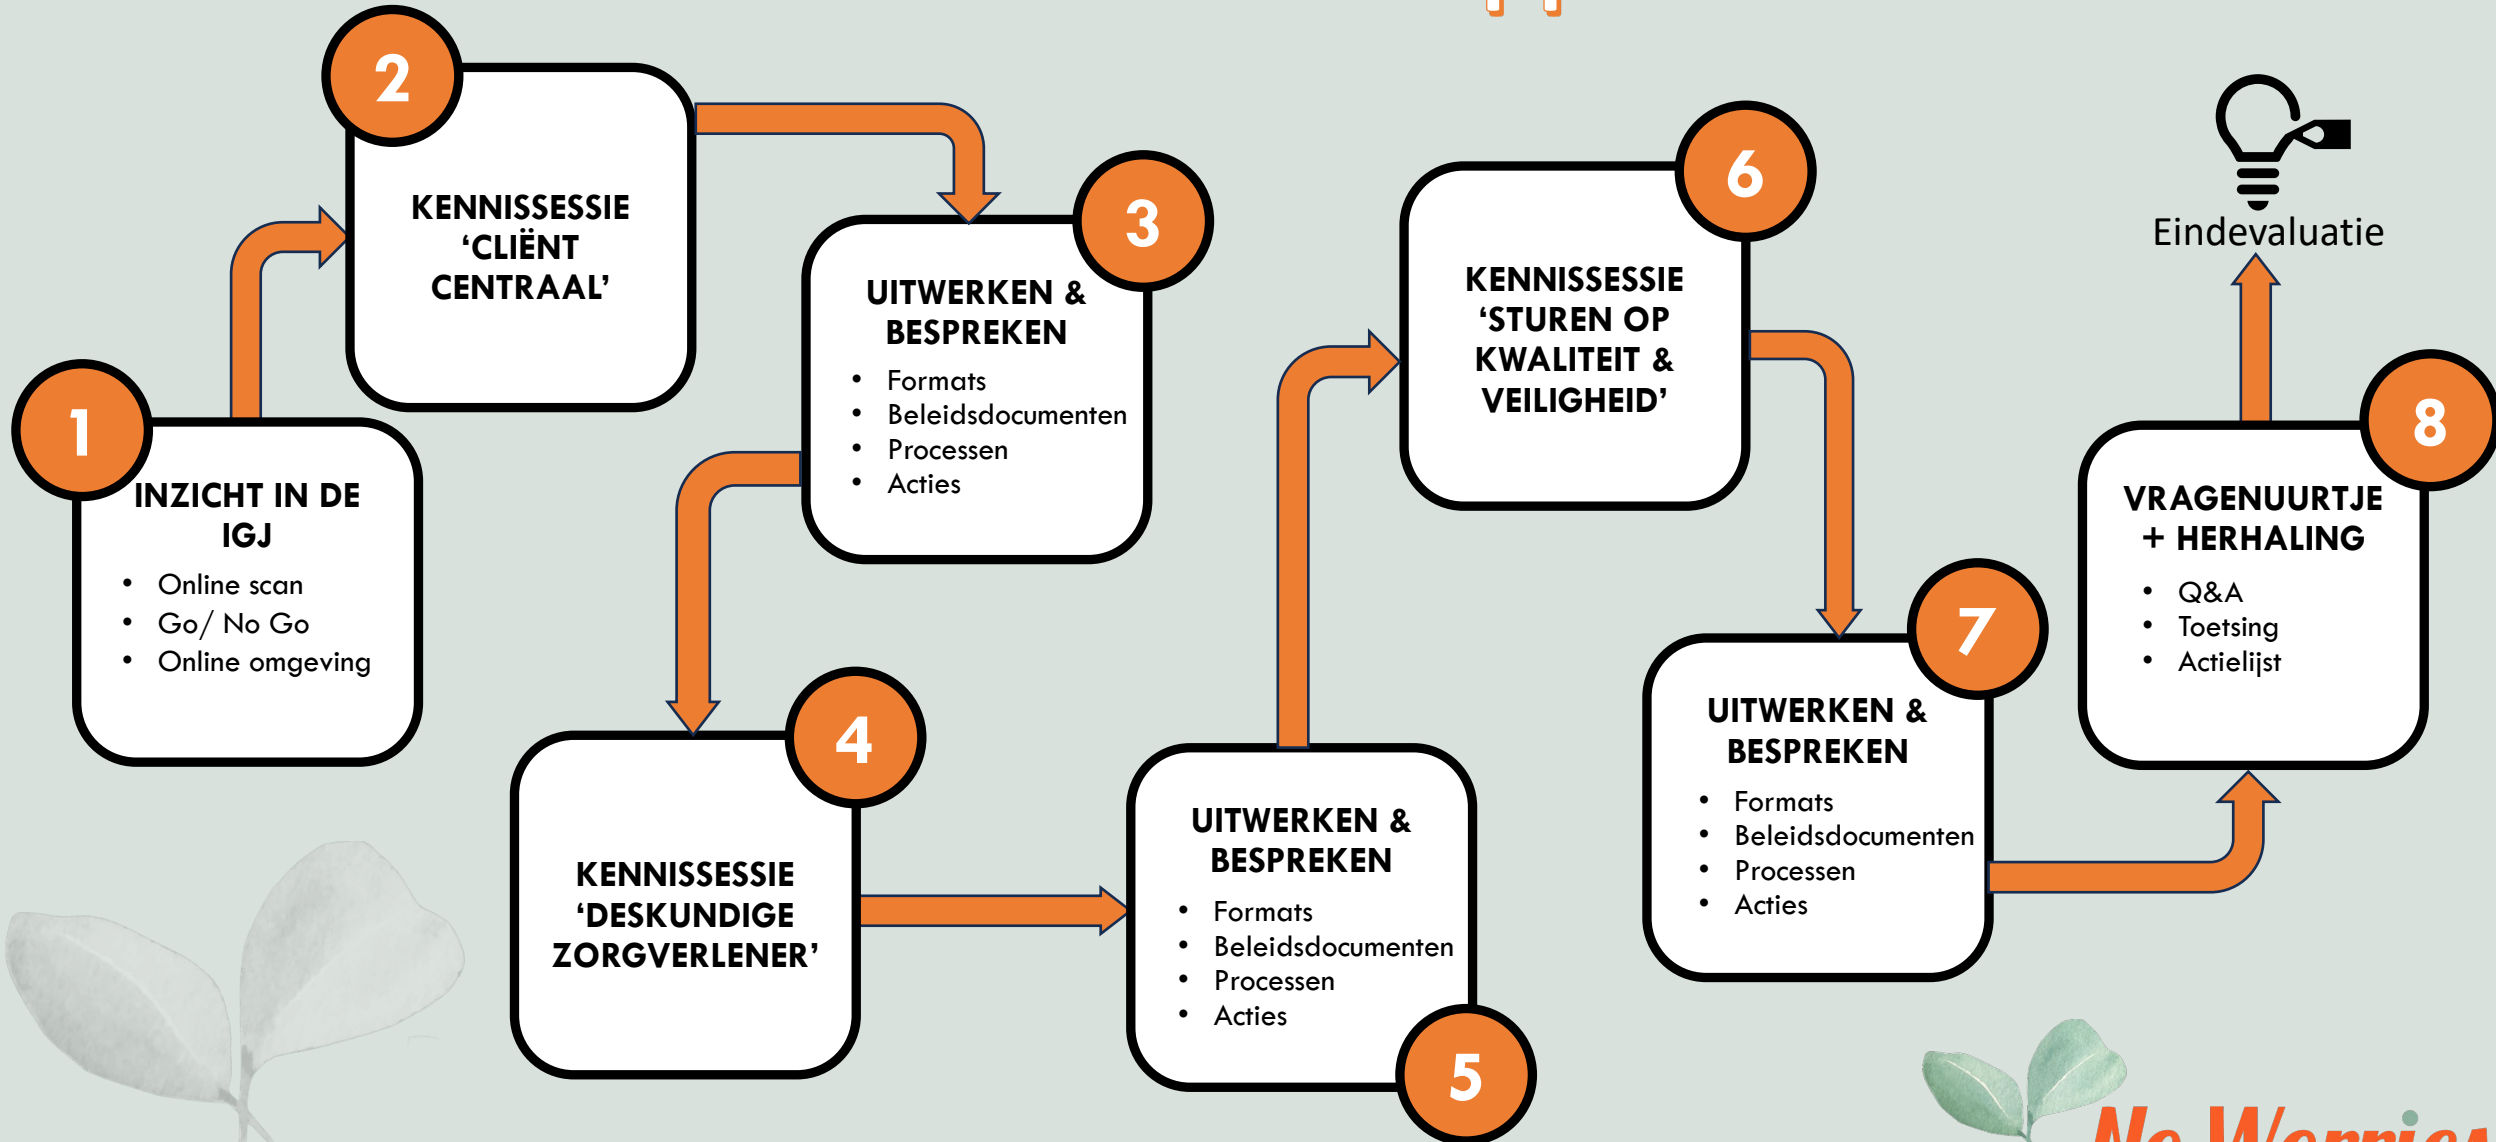 1
INZICHT IN DE
IGJ
• Online scan
• Go/ No Go
• Online omgeving
2
KENNISSESSIE
‘CLIËNT
CENTRAAL’
3
UITWERKEN &
BESPREKEN
• Formats
• Beleidsdocumenten
• Processen
• Acties
4
KENNISSESSIE
‘DESKUNDIGE
ZORGVERLENER’
5
UITWERKEN &
BESPREKEN
• Formats
• Beleidsdocumenten
• Processen
• Acties
6
KENNISSESSIE
‘STUREN OP
KWALITEIT &
VEILIGHEID’
7
UITWERKEN &
BESPREKEN
• Formats
• Beleidsdocumenten
• Processen
• Acties
8
VRAGENUURTJE
+ HERHALING
• Q&A
• Toetsing
• Actielijst
Eindevaluatie
No Worries